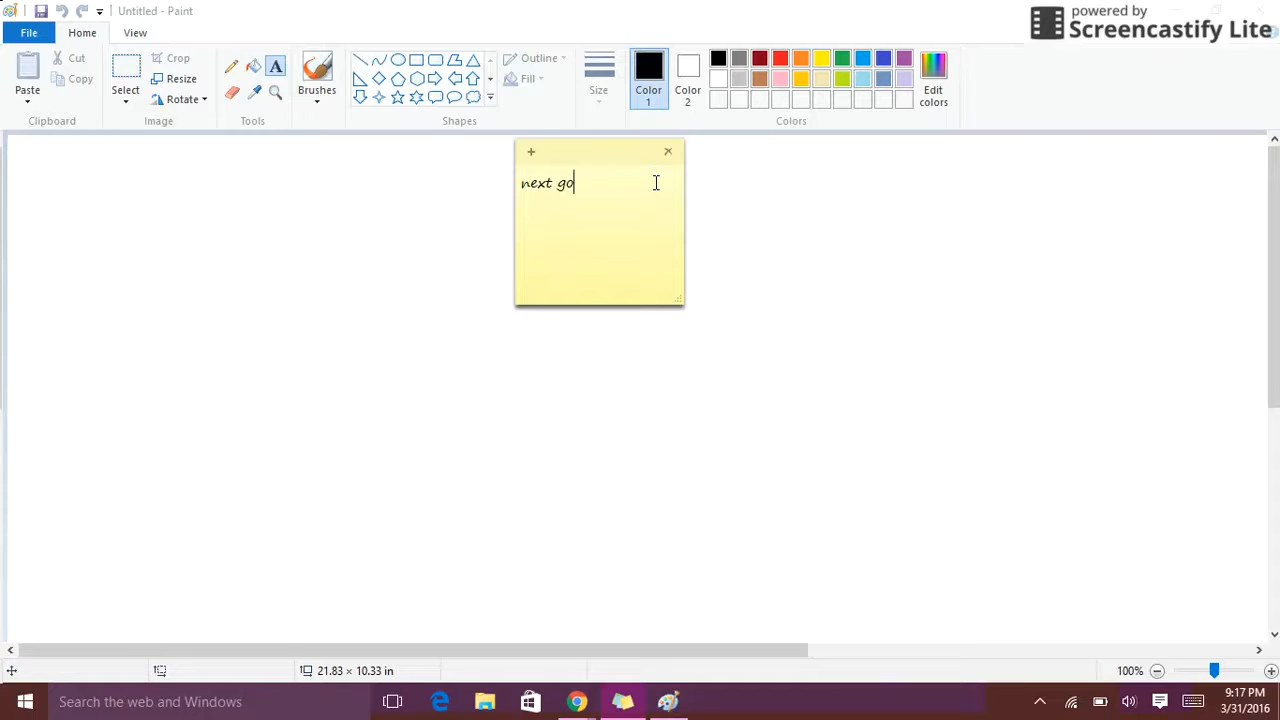 Untitled - Paint
powered by
Screencastify Lite
File
Home
View
Paste
Cut
Copy
Clipboard
Select
Crop
Resize
Rotate
Image
A
Tools
Brushes
Shapes
Outline
Fill
Size
Color
1
Color
2
Edit
colors
Colors
next go
21.83 × 10.33 in
100%
Search the web and Windows
9:17 PM
3/31/2016